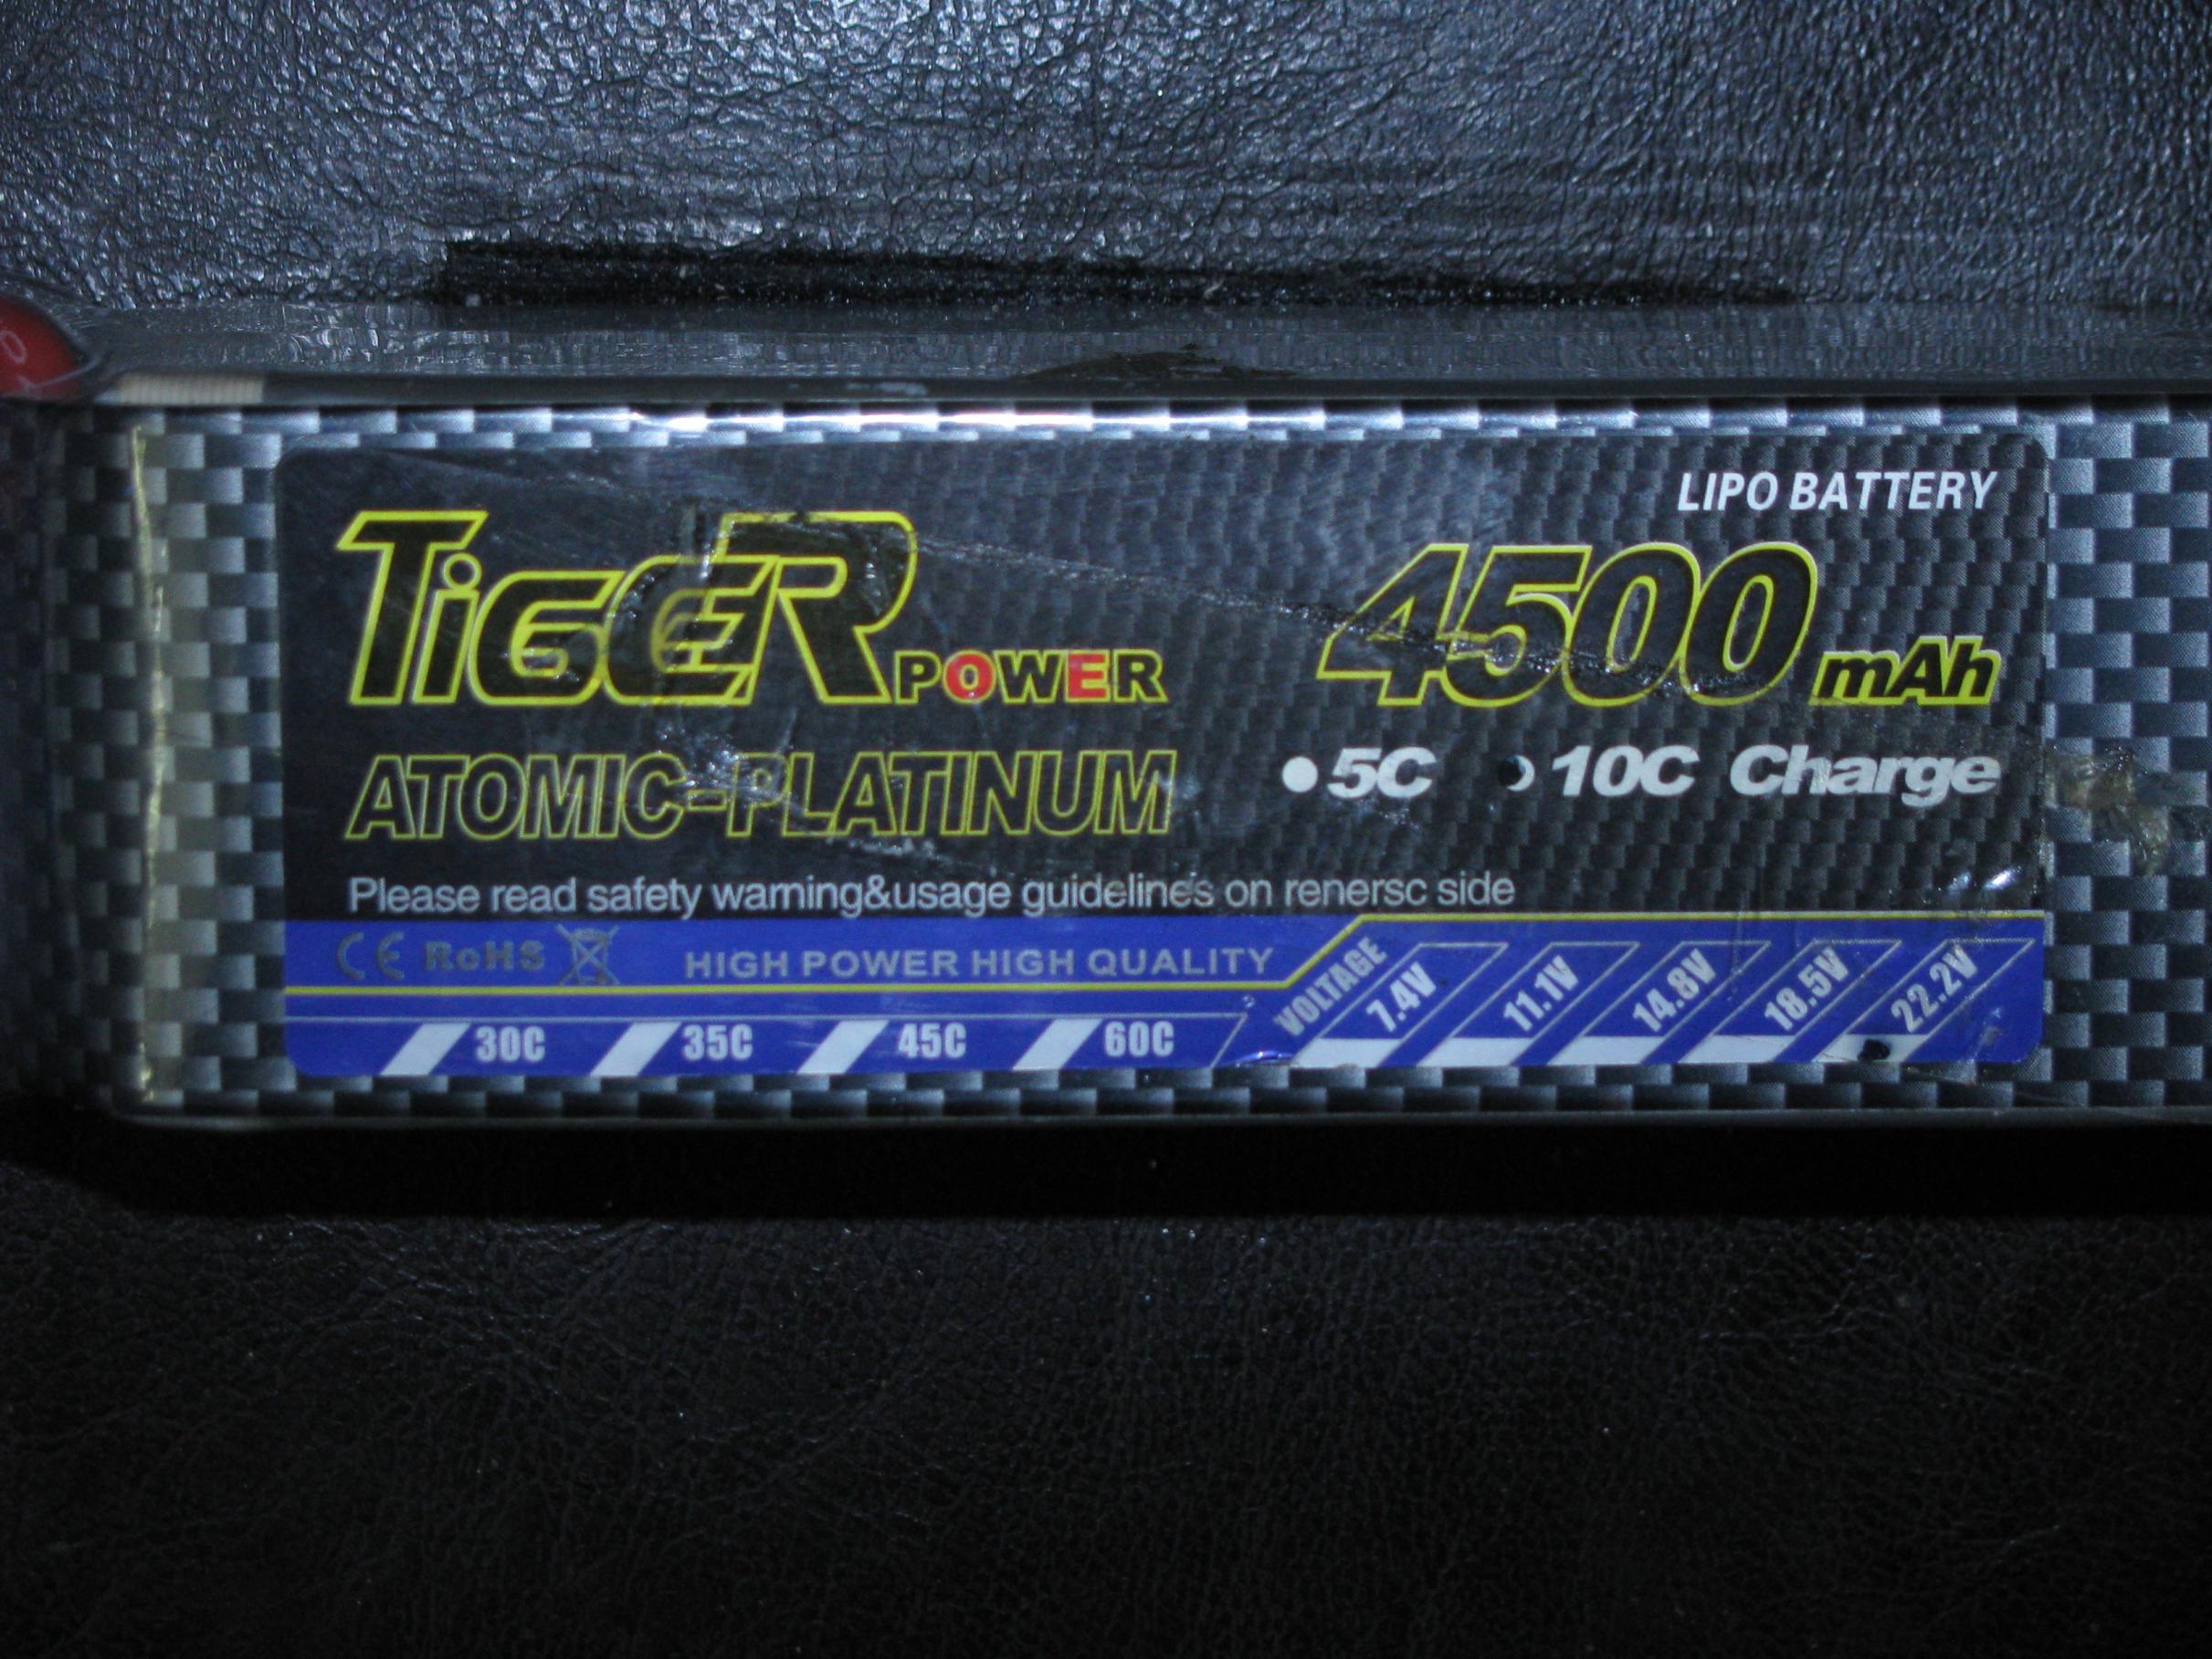 LIPO BATTERY
TiGER POWER
4500 mAh
ATOMIC-PLATINUM
5C 10C Charge
Please read safety warning&usage guidelines on renersc side
CE RoHS HIGH POWER HIGH QUALITY
VOLTAGE 7.4V 11.1V 14.8V 18.5V 22.2V
30C 35C 45C 60C